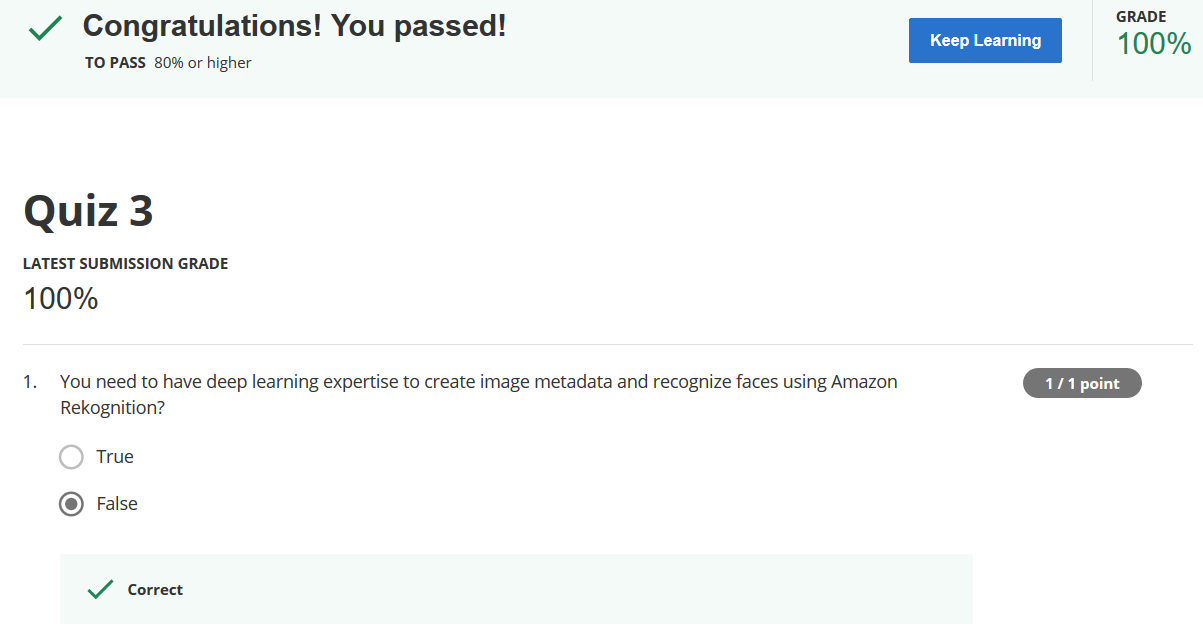 Congratulations! You passed!
TO PASS 80% or higher
Keep Learning
GRADE
100%
Quiz 3
LATEST SUBMISSION GRADE
100%
1. You need to have deep learning expertise to create image metadata and recognize faces using Amazon
Rekognition?
1 / 1 point
True
False
Correct